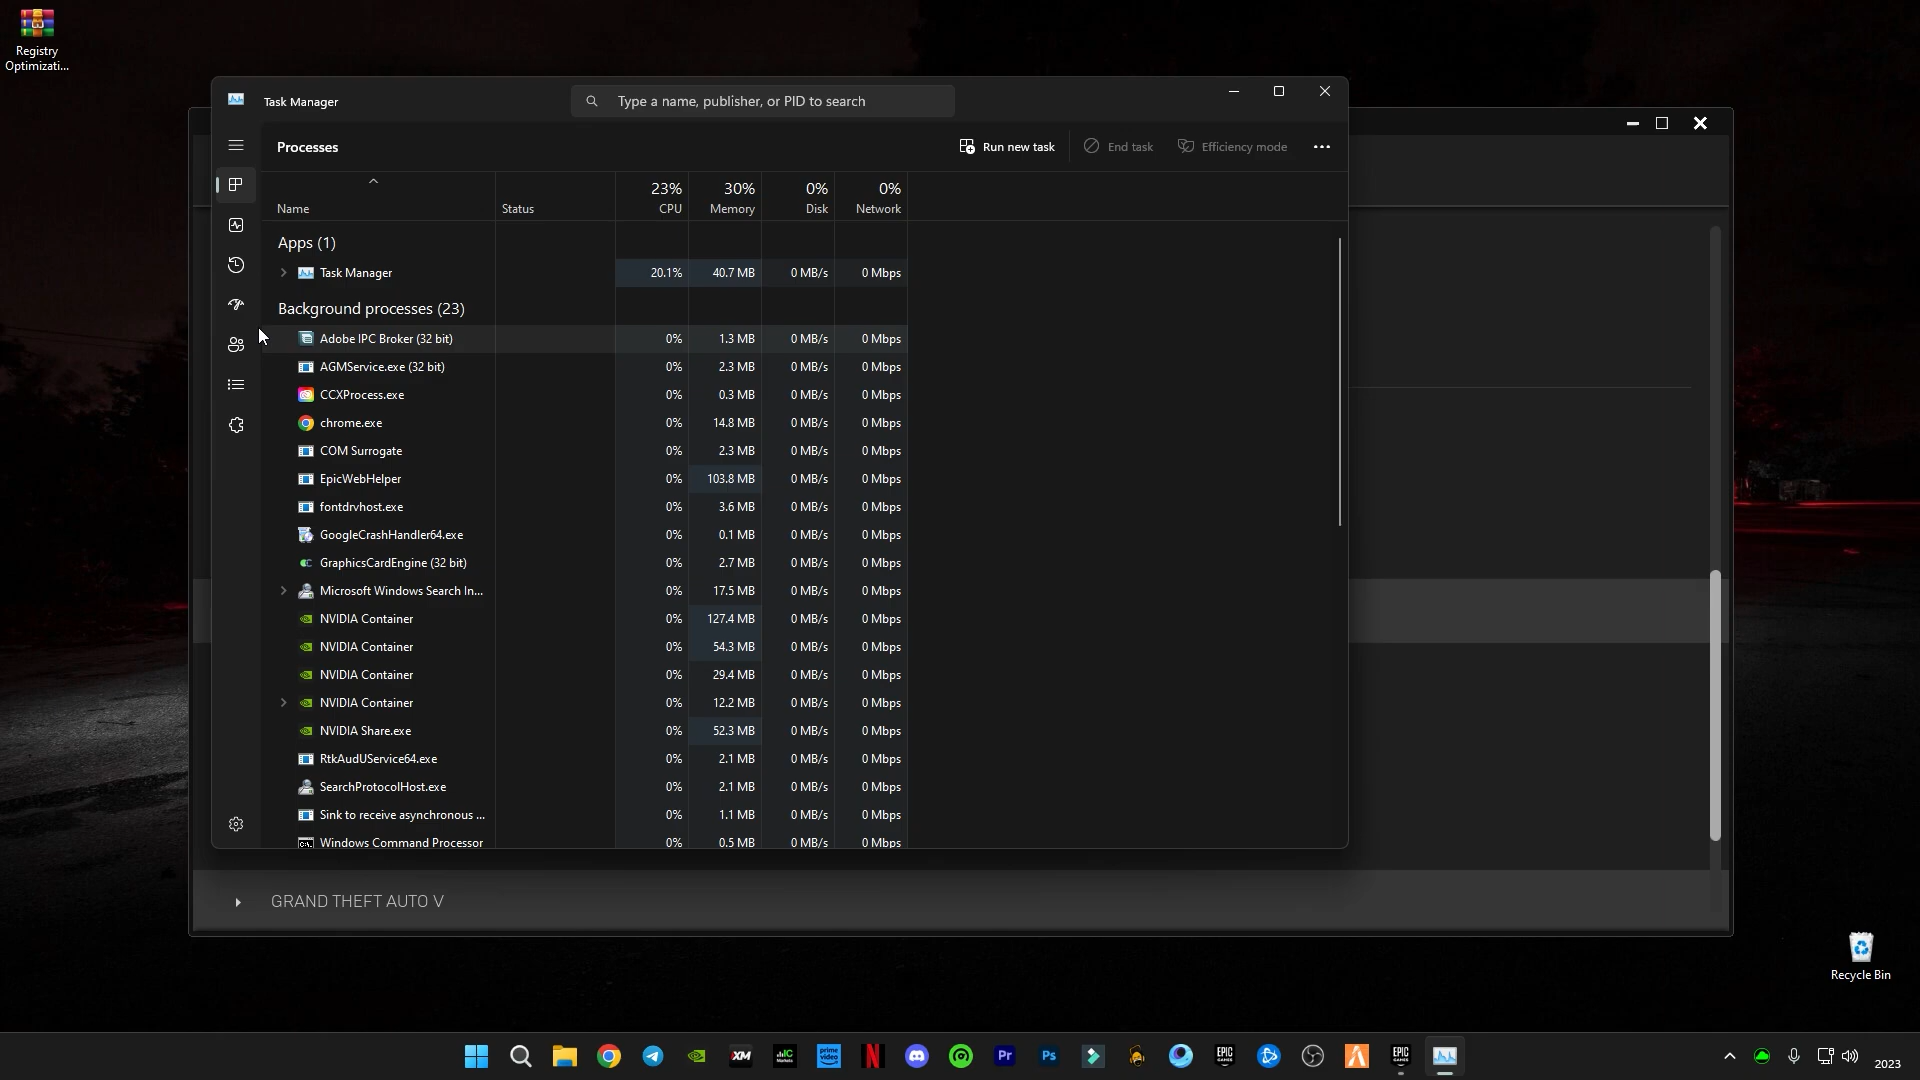 Registry
Optimizati...
Task Manager
Type a name, publisher, or PID to search
Processes
Run new task
End task
Efficiency mode
23% 30% 0% 0%
Name Status CPU Memory Disk Network
Apps (1)
Task Manager 20.1% 40.7 MB 0 MB/s 0 Mbps
Background processes (23)
Adobe IPC Broker (32 bit) 0% 1.3 MB 0 MB/s 0 Mbps
AGMService.exe (32 bit) 0% 2.3 MB 0 MB/s 0 Mbps
CCXProcess.exe 0% 0.3 MB 0 MB/s 0 Mbps
chrome.exe 0% 14.8 MB 0 MB/s 0 Mbps
COM Surrogate 0% 2.3 MB 0 MB/s 0 Mbps
EpicWebHelper 0% 103.8 MB 0 MB/s 0 Mbps
fontdrvhost.exe 0% 3.6 MB 0 MB/s 0 Mbps
GoogleCrashHandler64.exe 0% 0.1 MB 0 MB/s 0 Mbps
GraphicsCardEngine (32 bit) 0% 2.7 MB 0 MB/s 0 Mbps
Microsoft Windows Search In... 0% 17.5 MB 0 MB/s 0 Mbps
NVIDIA Container 0% 127.4 MB 0 MB/s 0 Mbps
NVIDIA Container 0% 54.3 MB 0 MB/s 0 Mbps
NVIDIA Container 0% 29.4 MB 0 MB/s 0 Mbps
NVIDIA Container 0% 12.2 MB 0 MB/s 0 Mbps
NVIDIA Share.exe 0% 52.3 MB 0 MB/s 0 Mbps
RtkAudUService64.exe 0% 2.1 MB 0 MB/s 0 Mbps
SearchProtocolHost.exe 0% 2.1 MB 0 MB/s 0 Mbps
Sink to receive asynchronous ... 0% 1.1 MB 0 MB/s 0 Mbps
Windows Command Processor 0% 0.5 MB 0 MB/s 0 Mbps
GRAND THEFT AUTO V
Recycle Bin
XM
IC
Markets
prime
video
N
Pr
Ps
EPIC
GAMES
EPIC
GAMES
2023